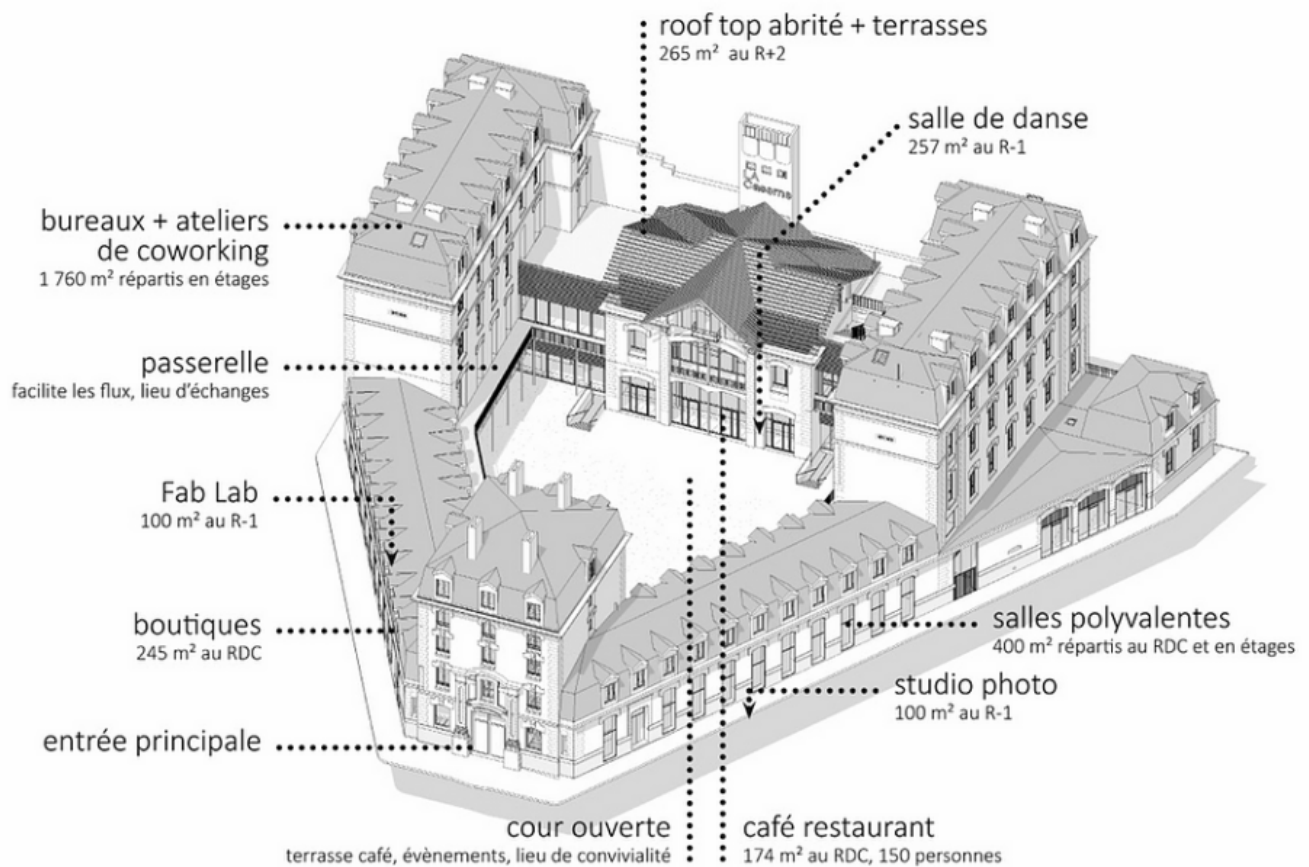 roof top abrité + terrasses
265 m² au R+2
salle de danse
257 m² au R-1
bureaux + ateliers
de coworking
1 760 m² répartis en étages
passerelle
facilite les flux, lieu d'échanges
Fab Lab
100 m² au R-1
boutiques
245 m² au RDC
entrée principale
salles polyvalentes
400 m² répartis au RDC et en étages
studio photo
100 m² au R-1
cour ouverte
terrasse café, évènements, lieu de convivialité
café restaurant
174 m² au RDC, 150 personnes